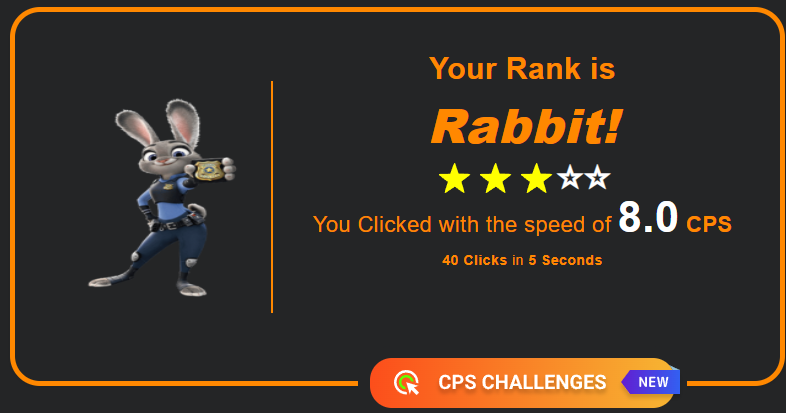 Your Rank is
Rabbit!
You Clicked with the speed of 8.0 CPS
40 Clicks in 5 Seconds
CPS CHALLENGES NEW